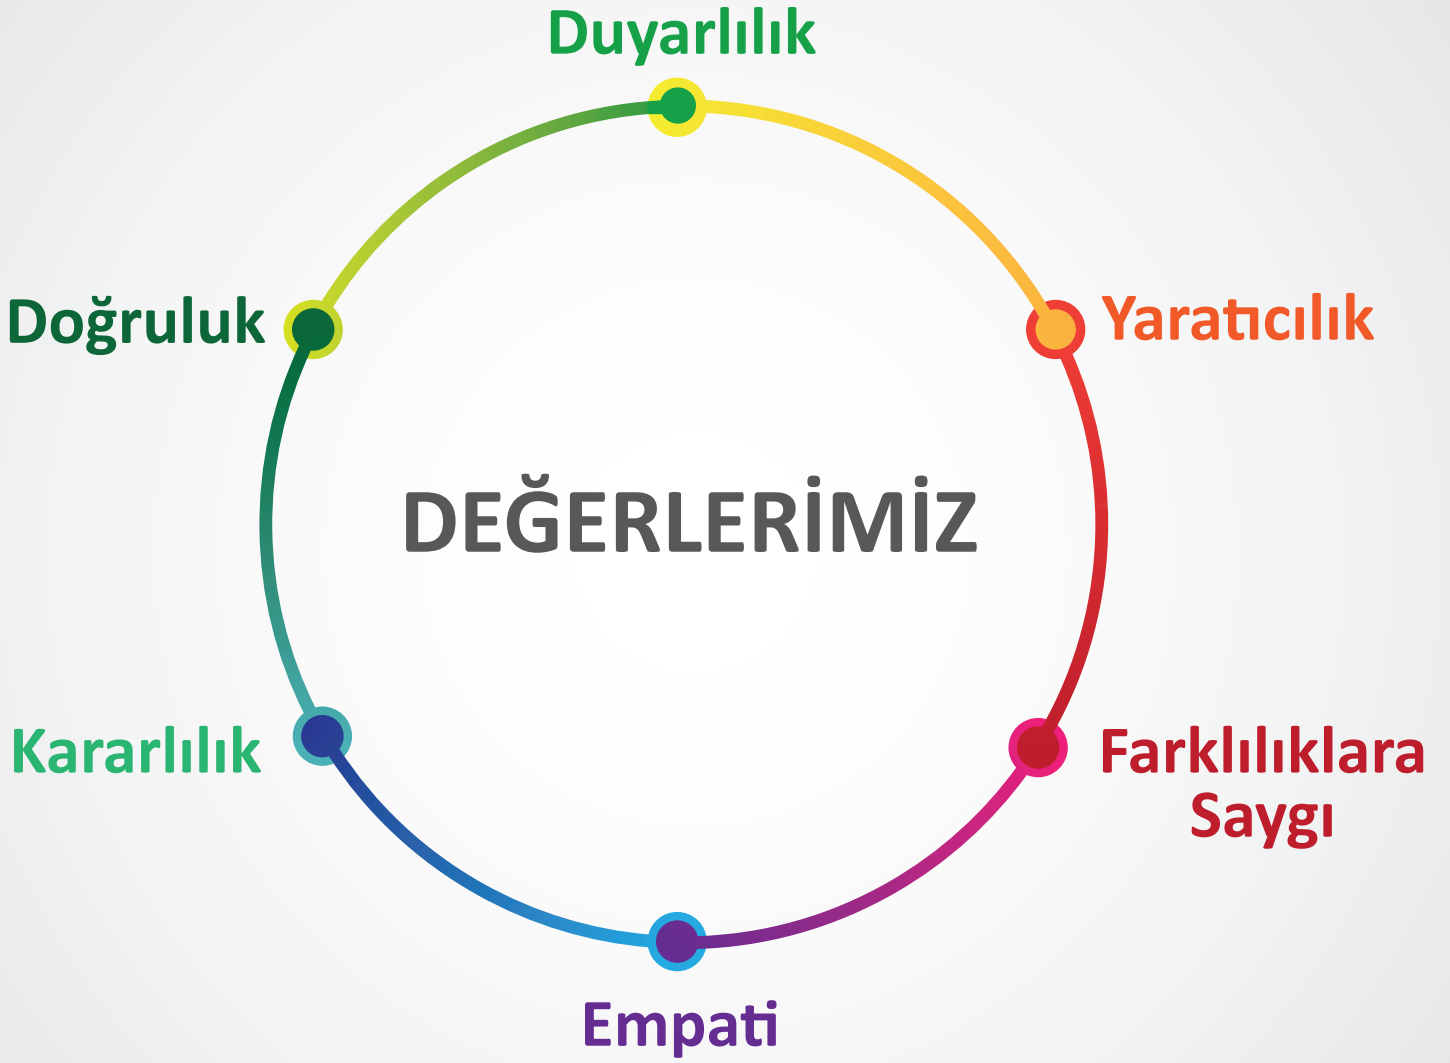 Duyarlılık
Doğruluk
Yaratıcılık
DEĞERLERİMİZ
Kararlılık
Farklılıklara
Saygı
Empati